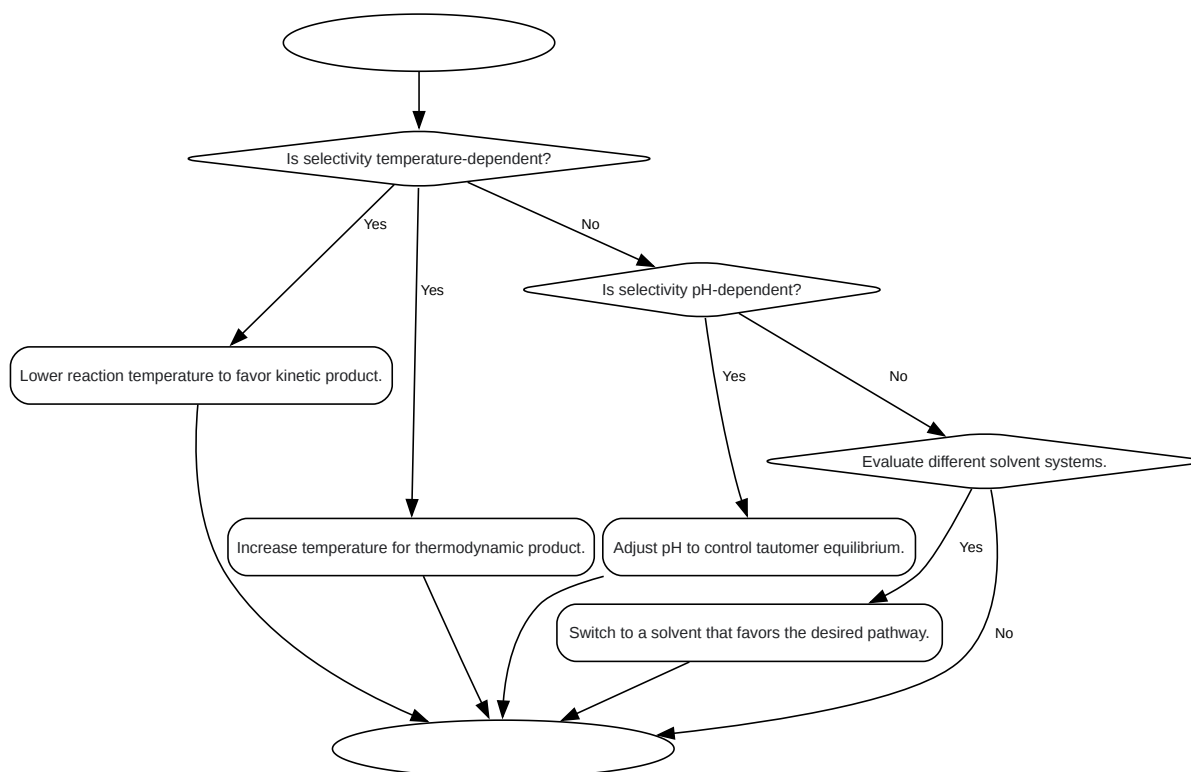 Is selectivity temperature-dependent?
Yes
No
Yes
Is selectivity pH-dependent?
Lower reaction temperature to favor kinetic product.
Yes
No
Evaluate different solvent systems.
Increase temperature for thermodynamic product.
Adjust pH to control tautomer equilibrium.
Yes
Switch to a solvent that favors the desired pathway.
No